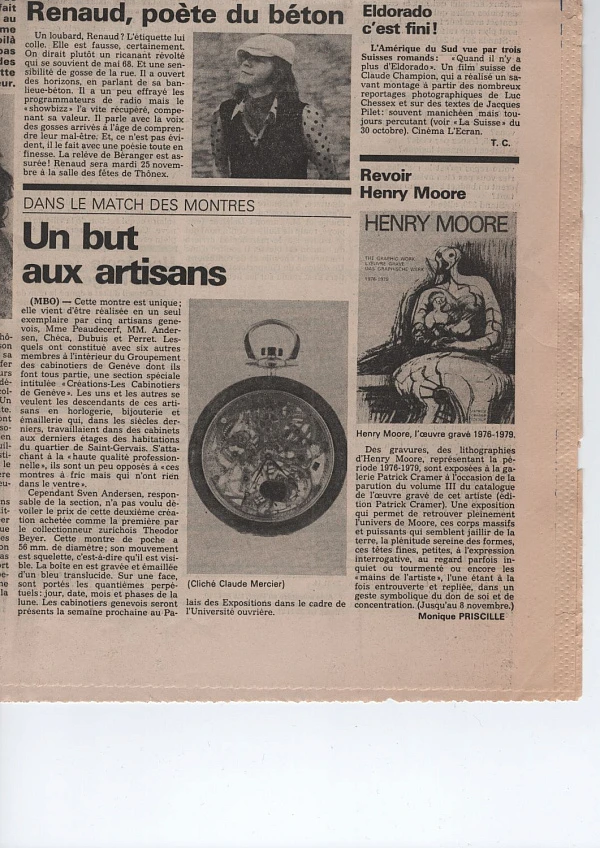 fait
au
me
oilà
pas
des
tte
ur.
Renaud, poète du béton
Un loubard, Renaud? L'étiquette lui
colle. Elle est fausse, certainement.
On dirait plutôt un ricanant révolté
qui se souvient de mai 68. Et une sen-
sibilité de gosse de la rue. Il a ouvert
des horizons, en parlant de sa ban-
lieue-béton. Il a un peu effrayé les
programmateurs de radio mais le
«showbizz» l'a vite récupéré, compe-
nant sa valeur. Il parle avec la voix
des gosses arrivés à l'âge de compren-
dre leur mal-être. Et, ce n'est pas évi-
dent, il le fait avec une poésie toute en
finesse. La relève de Béranger est as-
surée! Renaud sera mardi 25 novem-
bre à la salle des fêtes de Thônex.
Eldorado
c'est fini!
L'Amérique du Sud vue par trois
Suisses romands: «Quand il n'y a
plus d'Eldorado». Un film suisse de
Claude Champion, qui a réalisé un sa-
vant montage à partir des nombreux
reportages photographiques de Luc
Chessex et sur des textes de Jacques
Pilet: souvent manichéen mais tou-
jours percutant (voir «La Suisse» du
30 octobre). Cinéma L'Ecran.
T. C.
DANS LE MATCH DES MONTRES
Un but
aux artisans
(MBO) — Cette montre est unique;
elle vient d'être réalisée en un seul
exemplaire par cinq artisans gene-
vois, Mme Peaudecerf, MM. Ander-
sen, Chéca, Dubuis et Perret. Les-
quels ont constitué avec six autres
membres à l'intérieur du Groupement
des cabinotiers de Genève dont ils
font tous partie, une section spéciale
intitulée «Créations-Les Cabinotiers
de Genève». Les uns et les autres se
veulent les descendants de ces arti-
sans en horlogerie, bijouterie et
émaillerie qui, dans les siècles der-
niers, travaillaient dans des cabinets
aux derniers étages des habitations
du quartier de Saint-Gervais. S'atta-
chant à la «haute qualité profession-
nelle», ils sont un peu opposés à «ces
montres à fric mais qui n'ont rien
dans le ventre».
Cependant Sven Andersen, respon-
sable de la section, n'a pas voulu dé-
voiler le prix de cette deuxième créa-
tion achetée comme la première par
le collectionneur zurichois Theodor
Beyer. Cette montre de poche a
56 mm. de diamètre; son mouvement
est squelette, c'est-à-dire qu'il est visi-
ble. La boîte en est gravée et émaillée
d'un bleu translucide. Sur une face,
sont portés les quantièmes perpé-
tuels: jour, date, mois et phases de la
lune. Les cabinotiers genevois seront
présents la semaine prochaine au Pa-
(Cliché Claude Mercier)
lais des Expositions dans le cadre de
l'Université ouvrière.
Revoir
Henry Moore
HENRY MOORE
THE GRAPHIC WORK
L'ŒUVRE GRAVÉ
DAS GRAPHISCHE WERK
1976-1979
Henry Moore, l'œuvre gravé 1976-1979.
Des gravures, des lithographies
d'Henry Moore, représentant la pé-
riode 1976-1979, sont exposées à la ga-
lerie Patrick Cramer à l'occasion de la
parution du volume III du catalogue
de l'œuvre gravé de cet artiste (édi-
tion Patrick Cramer). Une exposition
qui permet de retrouver pleinement
l'univers de Moore, ces corps massifs
et puissants qui semblent jaillir de la
terre, la plénitude sereine des formes,
ces têtes fines, petites, à l'expression
interrogative, au regard parfois in-
quiet ou tourmenté ou encore les
«mains de l'artiste», l'une étant à la
fois entrouverte et repliée, dans un
geste symbolique du don de soi et de
concentration. (Jusqu'au 8 novembre.)
Monique PRISCILLE